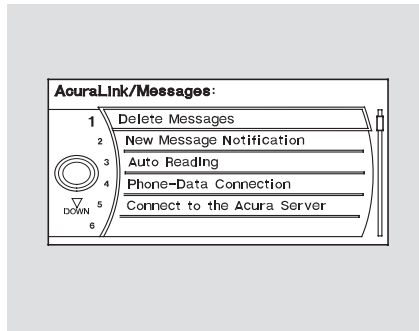 AcuraLink/Messages:
1 Delete Messages
2 New Message Notification
3 Auto Reading
4 Phone-Data Connection
DOWN
5 Connect to the Acura Server
6